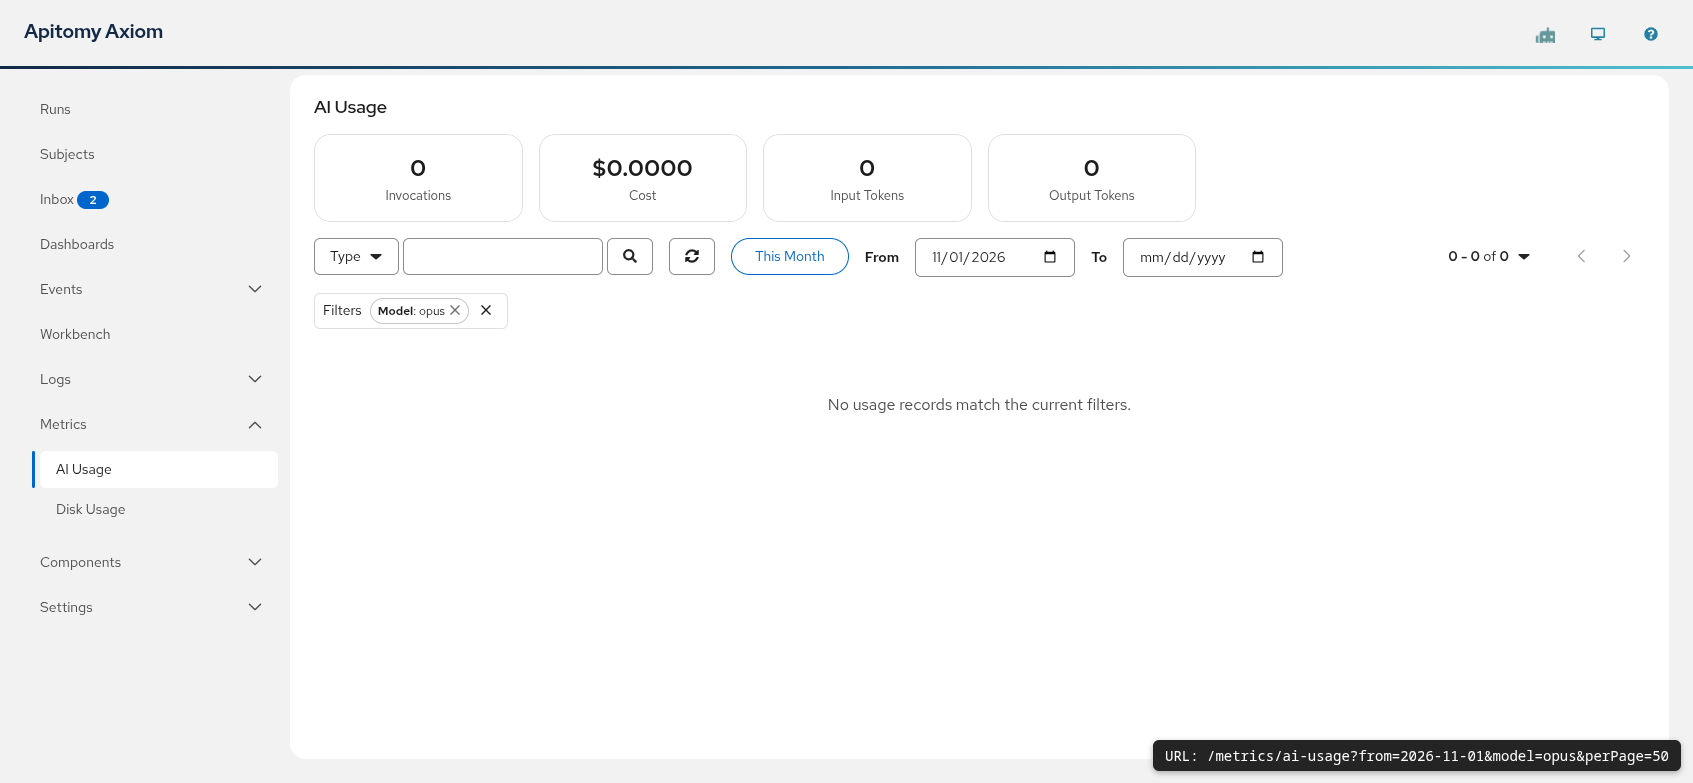 Apitomy Axiom
Runs
Subjects
Inbox 2
Dashboards
Events
Workbench
Logs
Metrics
AI Usage
Disk Usage
Components
Settings
AI Usage
0
Invocations
$0.0000
Cost
0
Input Tokens
0
Output Tokens
Type
This Month
From 11/01/2026
To mm/dd/yyyy
0 - 0 of 0
Filters Model: opus
No usage records match the current filters.
URL: /metrics/ai-usage?from=2026-11-01&model=opus&perPage=50